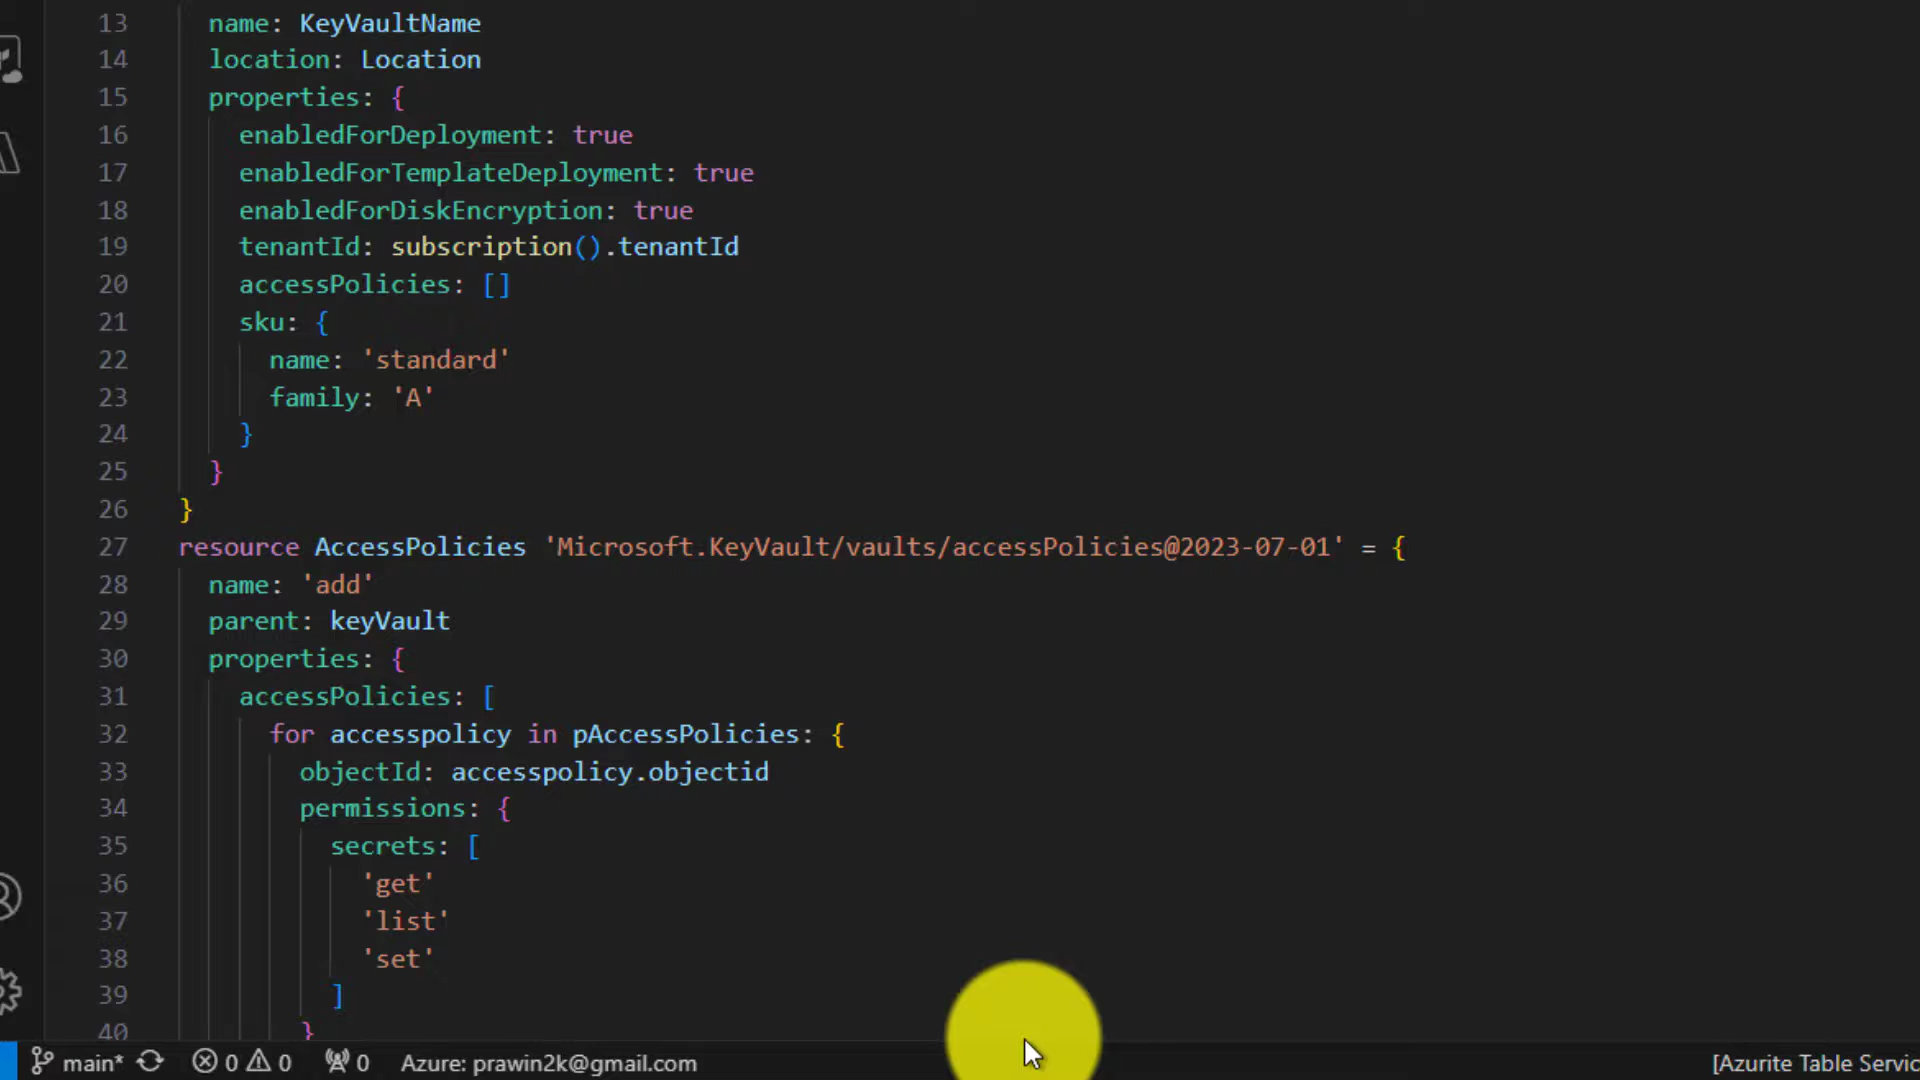 13 name: KeyVaultName
14 location: Location
15 properties: {
16 enabledForDeployment: true
17 enabledForTemplateDeployment: true
18 enabledForDiskEncryption: true
19 tenantId: subscription().tenantId
20 accessPolicies: []
21 sku: {
22 name: 'standard'
23 family: 'A'
24 }
25 }
26 }
27 resource AccessPolicies 'Microsoft.KeyVault/vaults/accessPolicies@2023-07-01' = {
28 name: 'add'
29 parent: keyVault
30 properties: {
31 accessPolicies: [
32 for accesspolicy in pAccessPolicies: {
33 objectId: accesspolicy.objectid
34 permissions: {
35 secrets: [
36 'get'
37 'list'
38 'set'
39 ]
40 }
main* 0 0 0 Azure: prawin2k@gmail.com [Azurite Table Servic